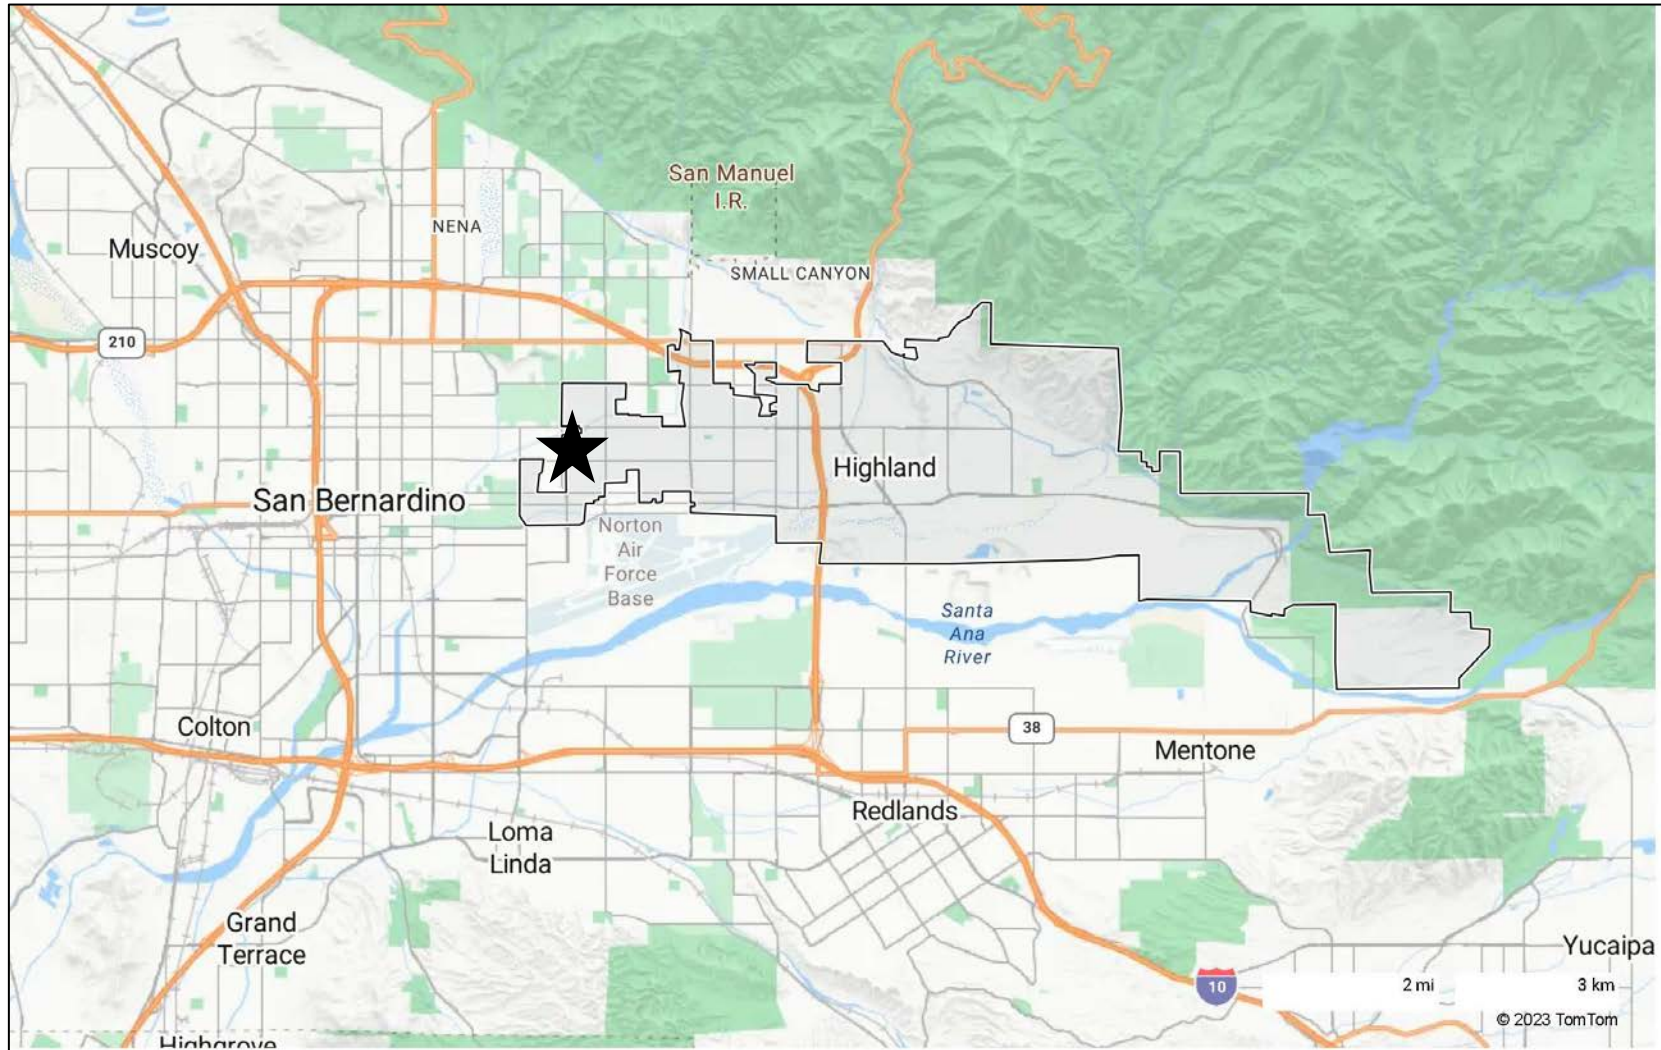 San Manuel
I.R.
NENA
Muscoy
SMALL CANYON
210
Highland
San Bernardino
Norton
Air
Force
Base
Santa
Ana
River
Colton
38
Mentone
Redlands
Loma
Linda
Grand
Terrace
Yucaipa
10
2 mi
3 km
© 2023 TomTom
Highgrove